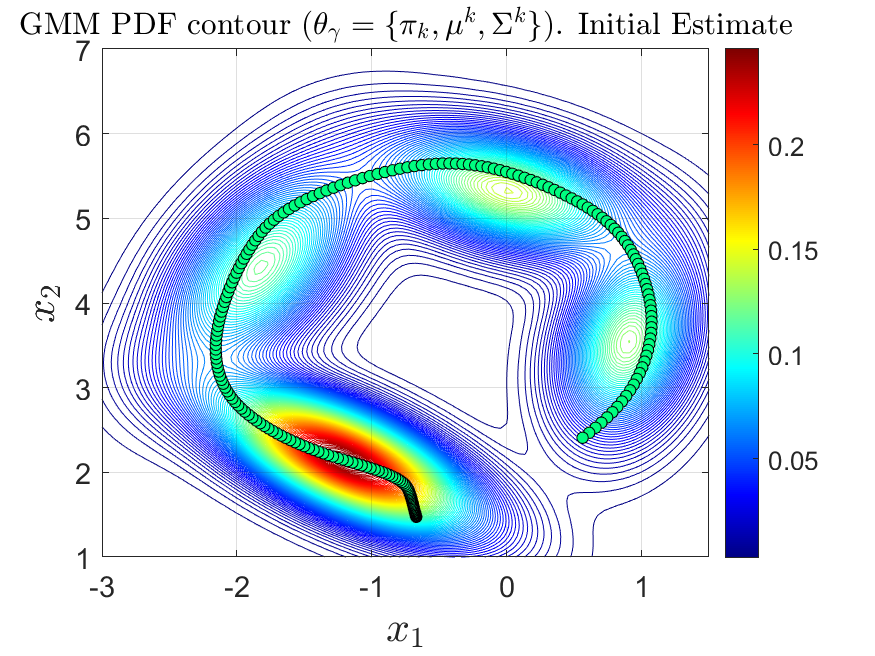 GMM PDF contour (θ_γ = {π_k, μ^k, Σ^k}). Initial Estimate
7
6
5
4
3
2
1
x_2
-3 -2 -1 0 1
x_1
0.2
0.15
0.1
0.05